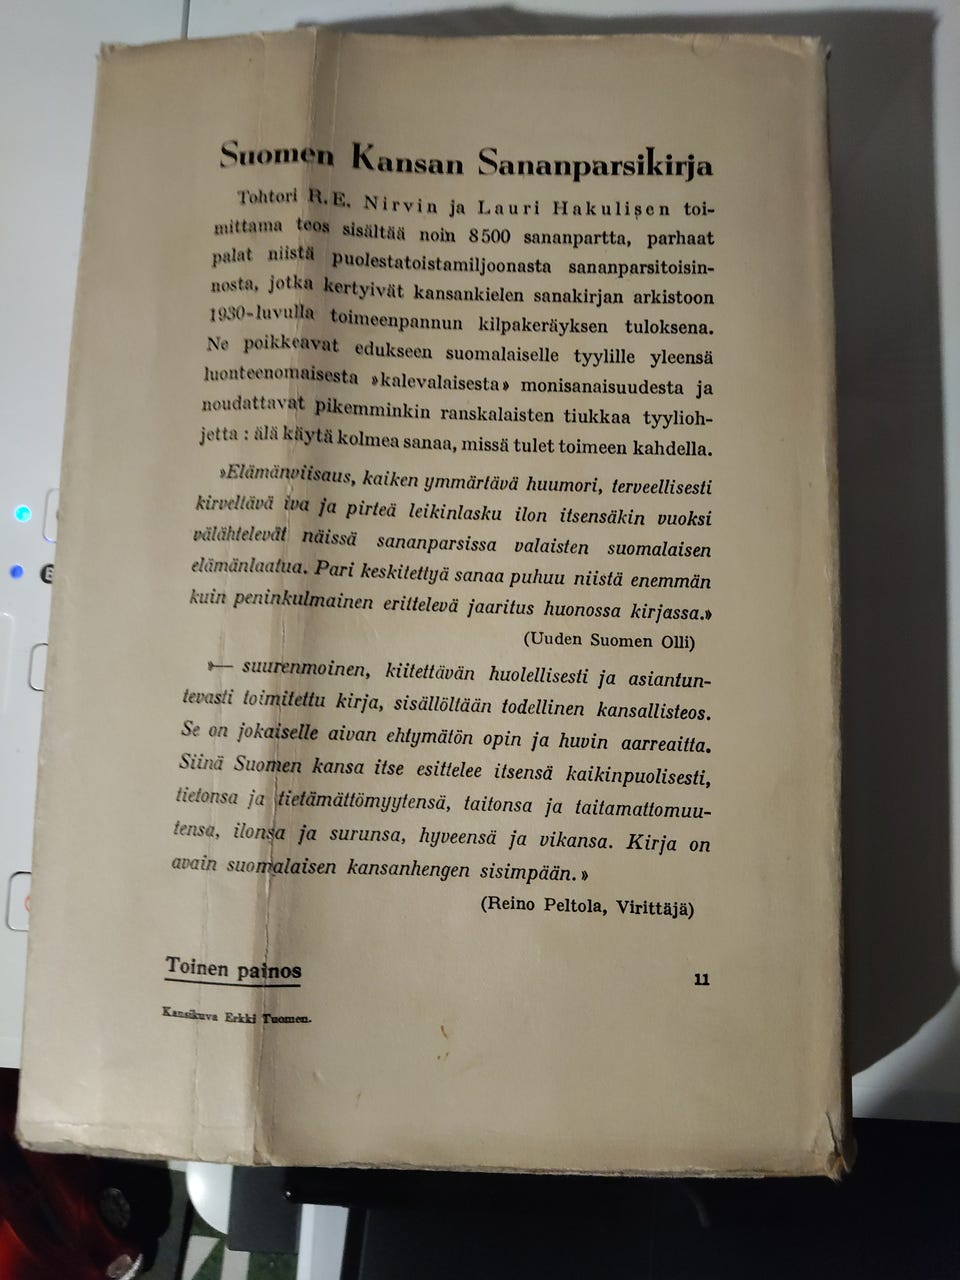 Suomen Kansan Sananparsikirja
Tohtori R. E. Nirvin ja Lauri Hakulisen toi-
mittama teos sisältää noin 8500 sananpartta, parhaat
palat niistä puolestatoistamiljoonasta sananparsitoisin-
nosta, jotka kertyivät kansankielen sanakirjan arkistoon
1930-luvulla toimeenpannun kilpakeräyksen tuloksena.
Ne poikkeavat edukseen suomalaiselle tyylille yleensä
luonteenomaisesta »kalevalaisesta» monisanaisuudesta ja
noudattavat pikemminkin ranskalaisten tiukkaa tyylioh-
jetta : älä käytä kolmea sanaa, missä tulet toimeen kahdella.
»Elämänviisaus, kaiken ymmärtävä huumori, terveellisesti
kirveltävä iva ja pirteä leikinlasku ilon itsensäkin vuoksi
välähtelevät näissä sananparsissa valaisten suomalaisen
elämänlaatua. Pari keskitettyä sanaa puhuu niistä enemmän
kuin peninkulmainen erittelevä jaaritus huonossa kirjassa.»
(Uuden Suomen Olli)
»— suurenmoinen, kiitettävän huolellisesti ja asiantun-
tevasti toimitettu kirja, sisällöltään todellinen kansallisteos.
Se on jokaiselle aivan ehtymätön opin ja huvin aarreaitta.
Siinä Suomen kansa itse esittelee itsensä kaikinpuolisesti,
tietonsa ja tietämättömyytensä, taitonsa ja taitamattomuu-
tensa, ilonsa ja surunsa, hyveensä ja vikansa. Kirja on
avain suomalaisen kansanhengen sisimpään.»
(Reino Peltola, Virittäjä)
Toinen painos
11
Kansikuva Erkki Tuomen.